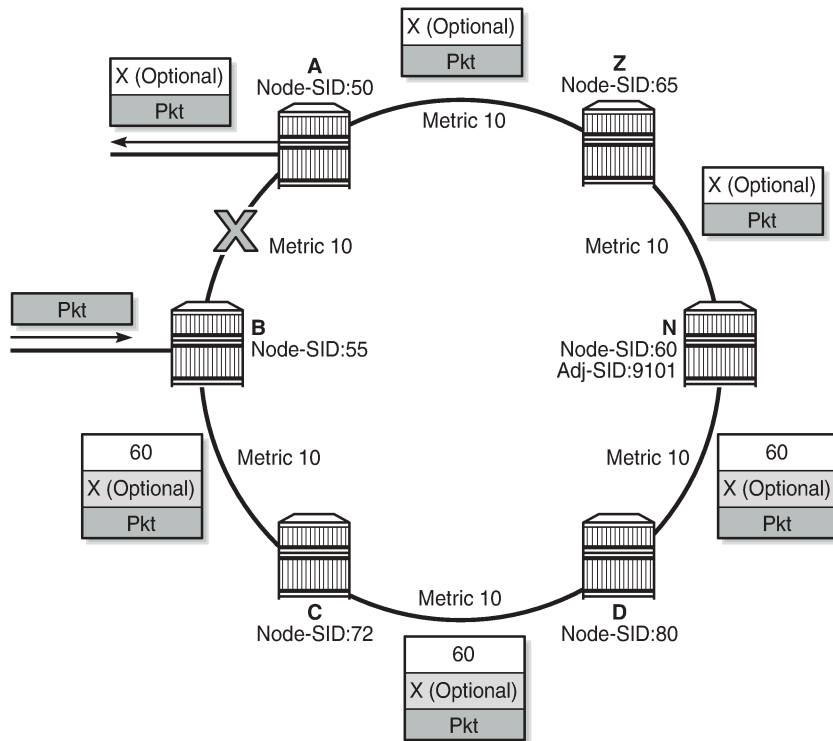 X (Optional)
Pkt
A
Node-SID:50
X (Optional)
Pkt
Z
Node-SID:65
Metric 10
X (Optional)
Pkt
X
Metric 10
Metric 10
Pkt
B
Node-SID:55
N
Node-SID:60
Adj-SID:9101
60
X (Optional)
Pkt
Metric 10
Metric 10
60
X (Optional)
Pkt
Metric 10
C
Node-SID:72
D
Node-SID:80
60
X (Optional)
Pkt